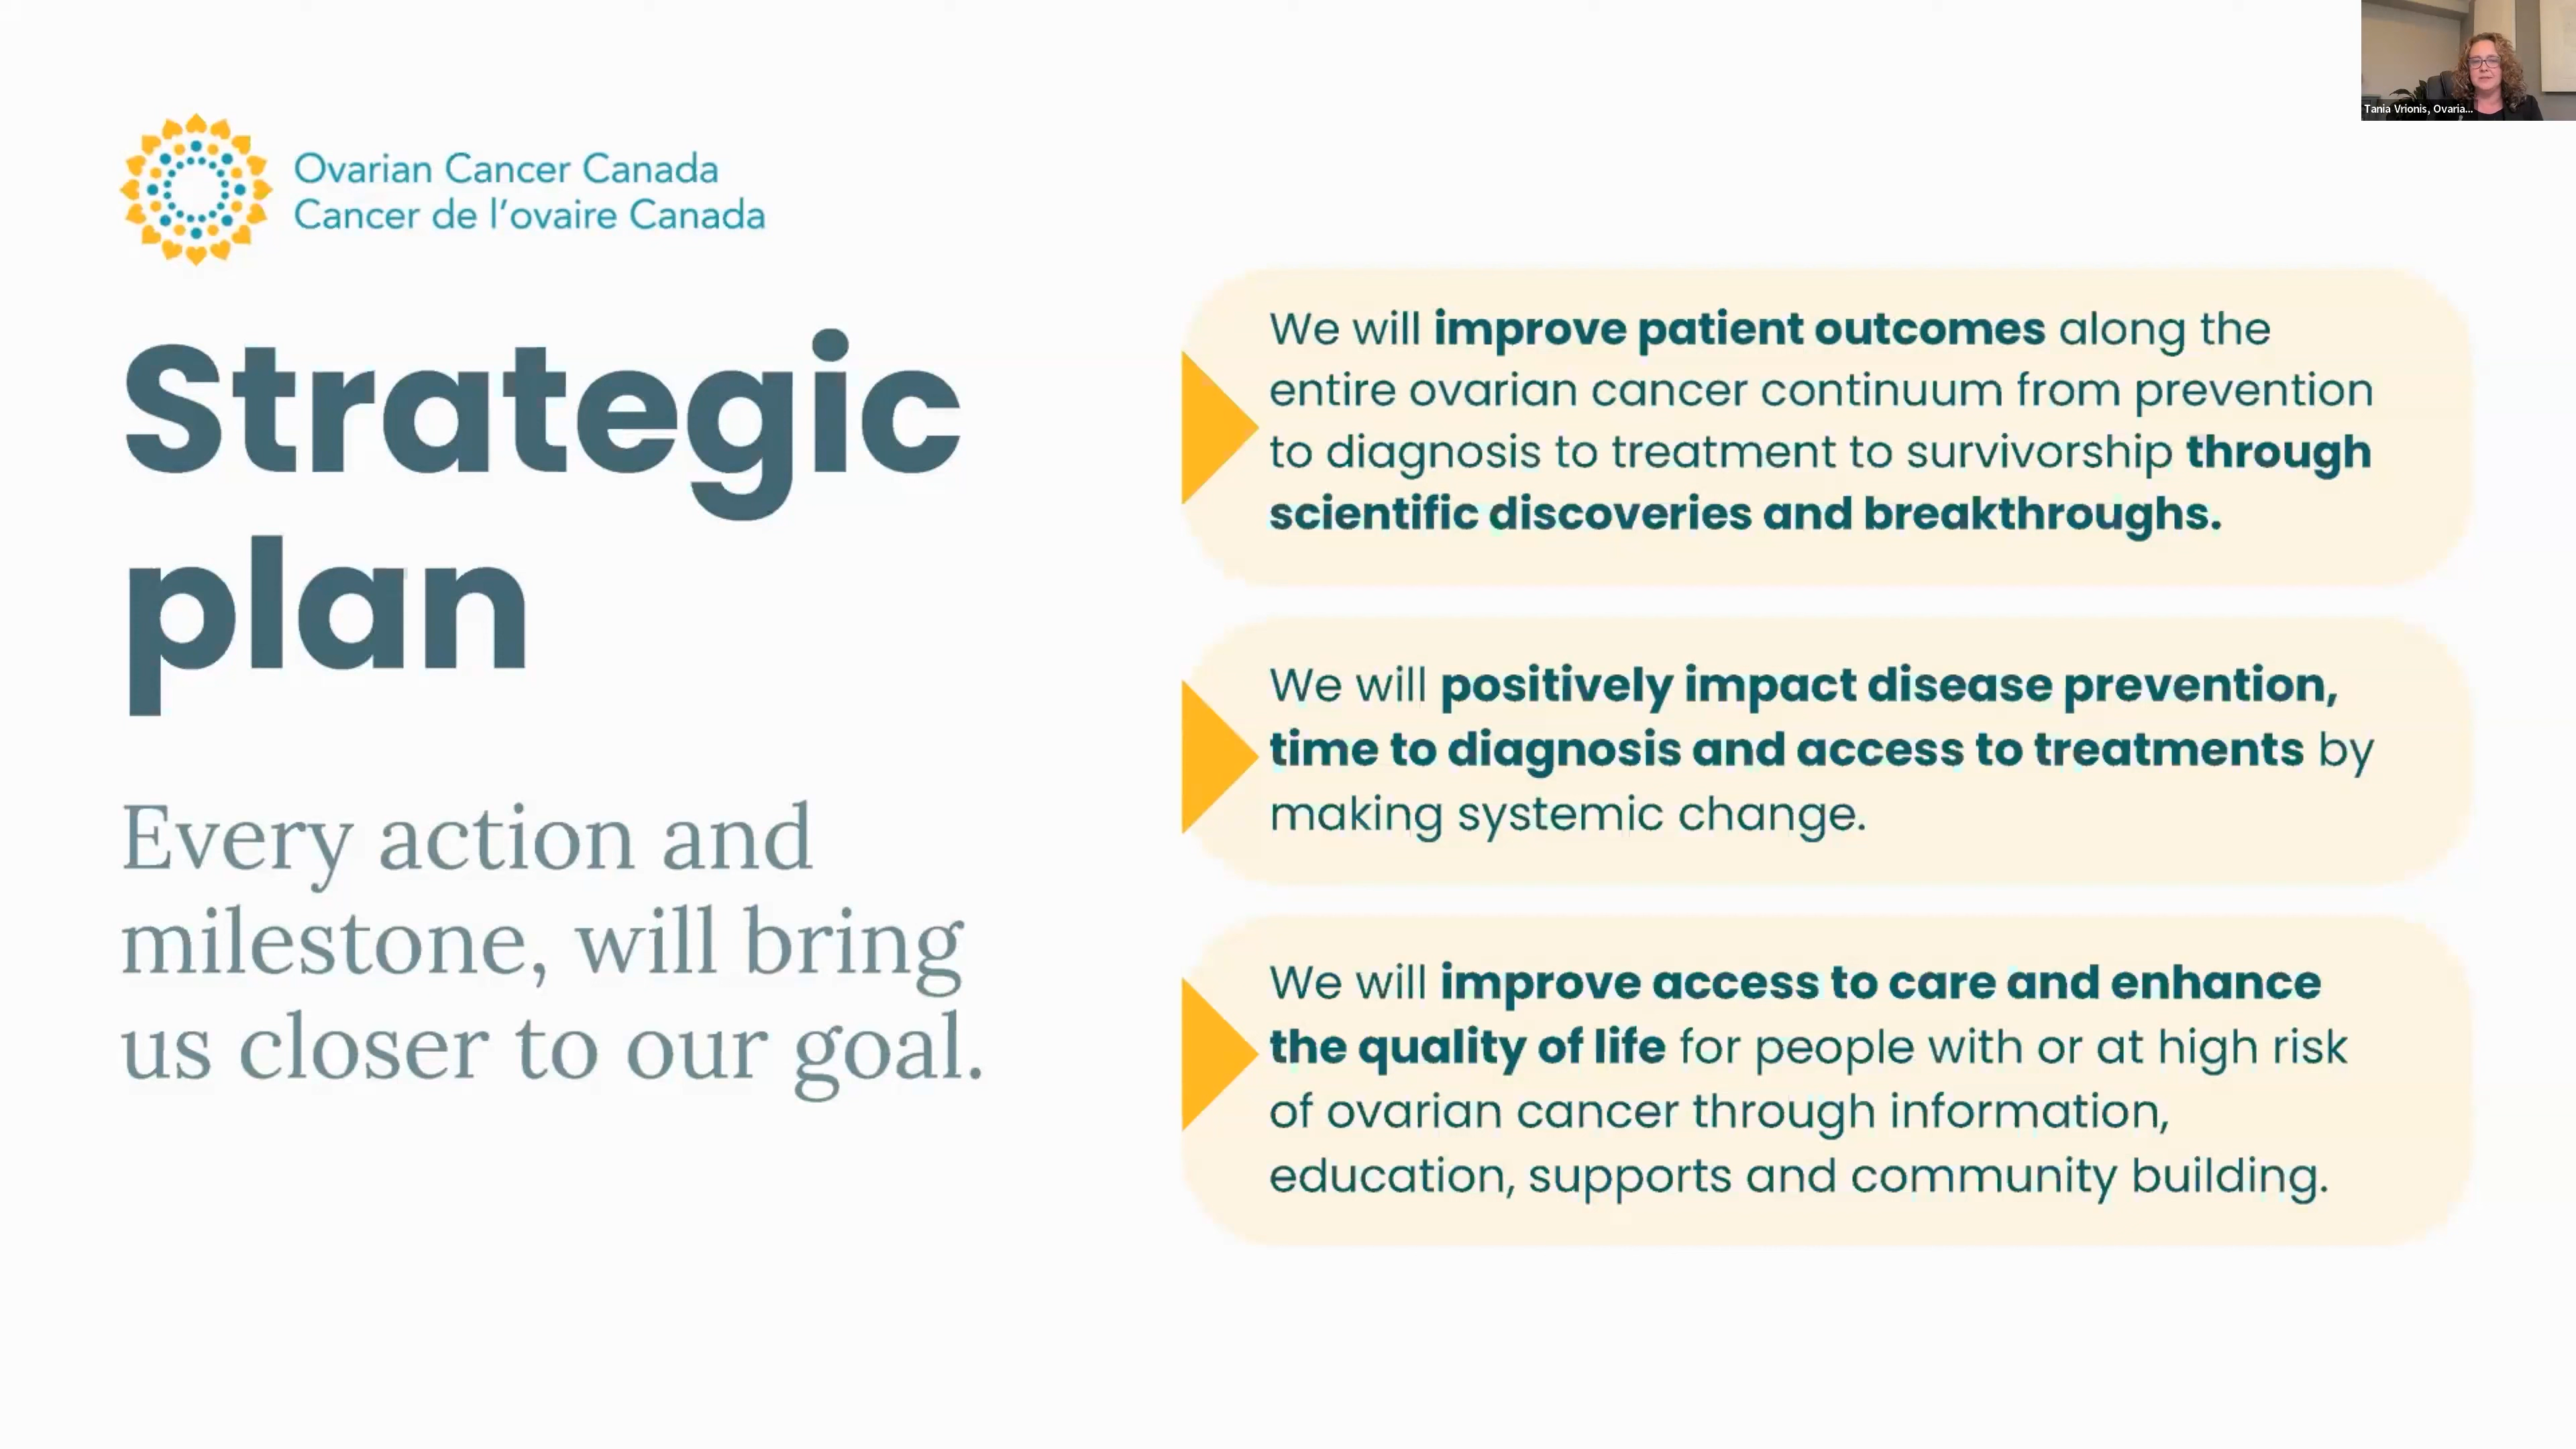 Tania Vrionis, Ovaria...
Ovarian Cancer Canada
Cancer de l'ovaire Canada
Strategic
plan
Every action and
milestone, will bring
us closer to our goal.
We will improve patient outcomes along the
entire ovarian cancer continuum from prevention
to diagnosis to treatment to survivorship through
scientific discoveries and breakthroughs.
We will positively impact disease prevention,
time to diagnosis and access to treatments by
making systemic change.
We will improve access to care and enhance
the quality of life for people with or at high risk
of ovarian cancer through information,
education, supports and community building.